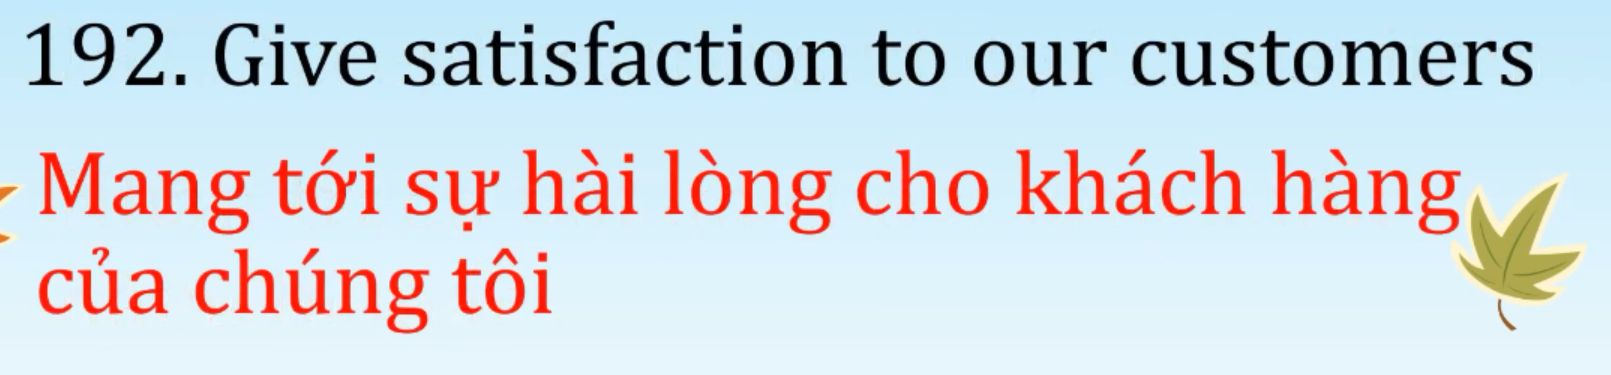 192. Give satisfaction to our customers
Mang tới sự hài lòng cho khách hàng
của chúng tôi